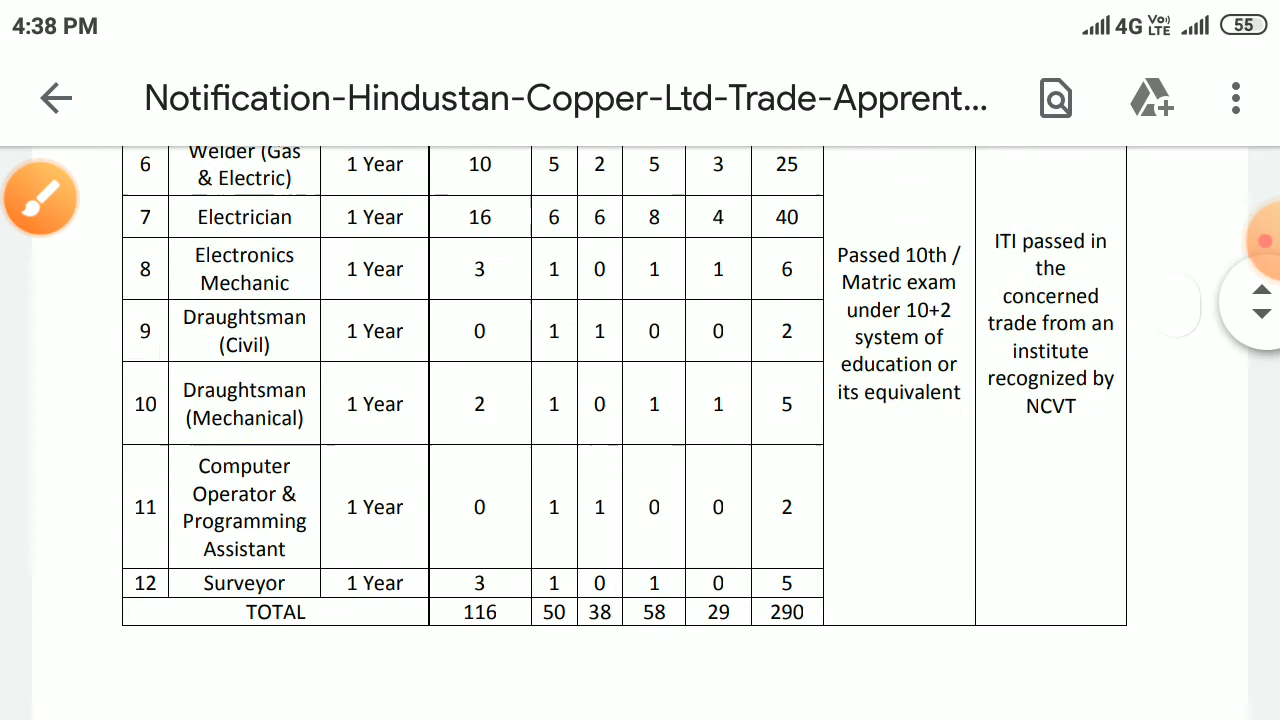 4:38 PM 4G Vo) LTE 55
Notification-Hindustan-Copper-Ltd-Trade-Apprent...
6 Welder (Gas & Electric) 1 Year 10 5 2 5 3 25
7 Electrician 1 Year 16 6 6 8 4 40
8 Electronics Mechanic 1 Year 3 1 0 1 1 6
9 Draughtsman (Civil) 1 Year 0 1 1 0 0 2
10 Draughtsman (Mechanical) 1 Year 2 1 0 1 1 5
11 Computer Operator & Programming Assistant 1 Year 0 1 1 0 0 2
12 Surveyor 1 Year 3 1 0 1 0 5
TOTAL 116 50 38 58 29 290
Passed 10th /
Matric exam
under 10+2
system of
education or
its equivalent
ITI passed in
the
concerned
trade from an
institute
recognized by
NCVT